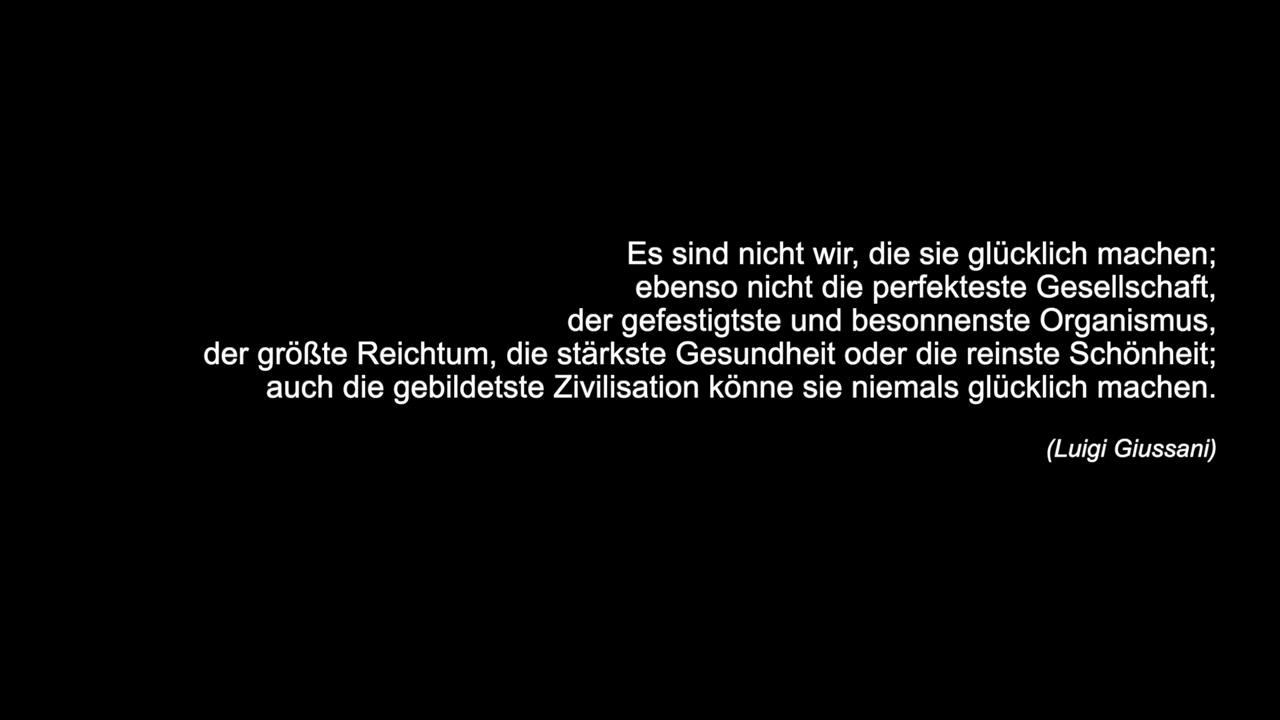 Es sind nicht wir, die sie glücklich machen;
ebenso nicht die perfekteste Gesellschaft,
der gefestigtste und besonnenste Organismus,
der größte Reichtum, die stärkste Gesundheit oder die reinste Schönheit;
auch die gebildetste Zivilisation könne sie niemals glücklich machen.
(Luigi Giussani)